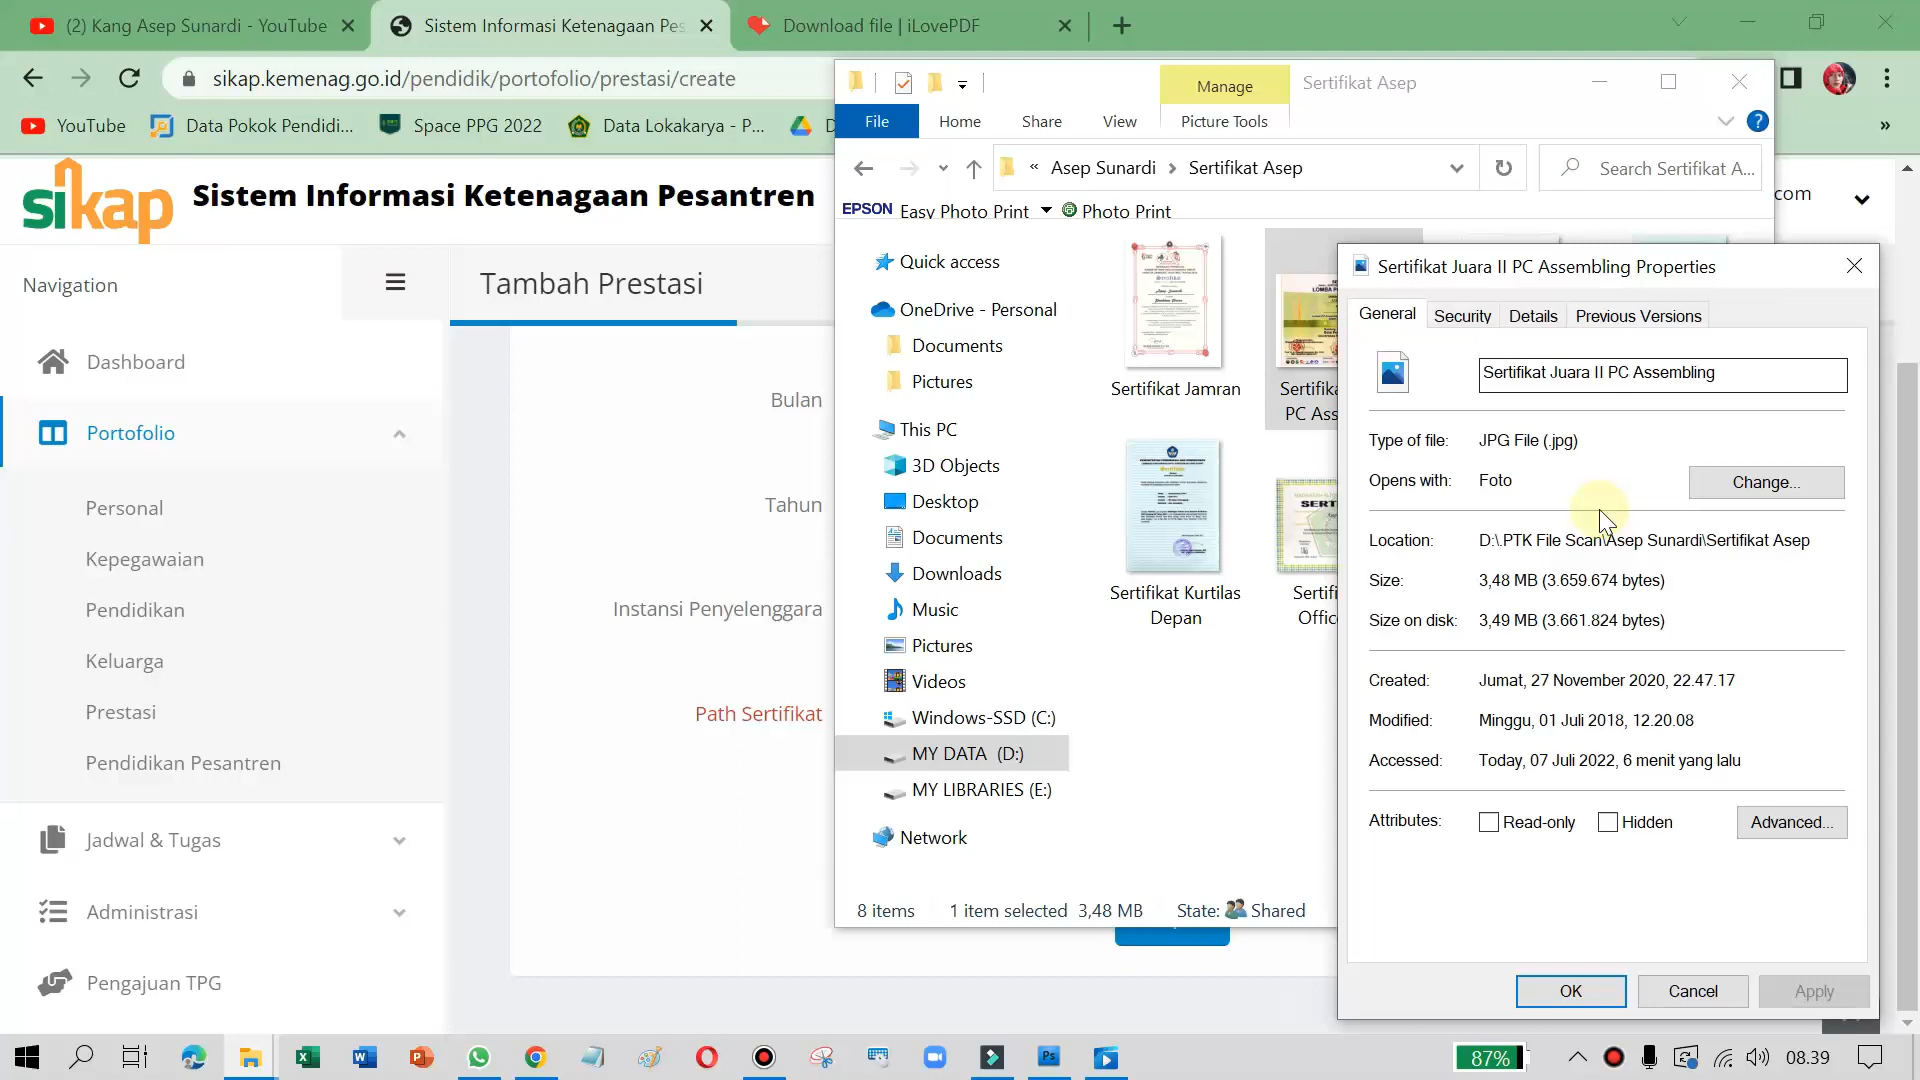 (2) Kang Asep Sunardi - YouTube
Sistem Informasi Ketenagaan Pes
Download file | iLovePDF
sikap.kemenag.go.id/pendidik/portofolio/prestasi/create
YouTube
Data Pokok Pendidi...
Space PPG 2022
Data Lokakarya - P...
D
»
sikap
Sistem Informasi Ketenagaan Pesantren
com
Navigation
Tambah Prestasi
Dashboard
Portofolio
Personal
Kepegawaian
Pendidikan
Keluarga
Prestasi
Pendidikan Pesantren
Jadwal & Tugas
Administrasi
Pengajuan TPG
Bulan
Tahun
Instansi Penyelenggara
Path Sertifikat
Manage
Sertifikat Asep
File
Home
Share
View
Picture Tools
« Asep Sunardi > Sertifikat Asep
Search Sertifikat A...
EPSON Easy Photo Print
Photo Print
Quick access
OneDrive - Personal
Documents
Pictures
This PC
3D Objects
Desktop
Documents
Downloads
Music
Pictures
Videos
Windows-SSD (C:)
MY DATA (D:)
MY LIBRARIES (E:)
Network
Sertifikat Jamran
Sertifika
PC Ass
Sertifikat Kurtilas
Depan
SERT
Sertifi
Office
8 items
1 item selected 3,48 MB
State:
Shared
Sertifikat Juara II PC Assembling Properties
General
Security
Details
Previous Versions
Sertifikat Juara II PC Assembling
Type of file: JPG File (.jpg)
Opens with: Foto
Change...
Location: D:\.PTK File Scan\Asep Sunardi\Sertifikat Asep
Size: 3,48 MB (3.659.674 bytes)
Size on disk: 3,49 MB (3.661.824 bytes)
Created: Jumat, 27 November 2020, 22.47.17
Modified: Minggu, 01 Juli 2018, 12.20.08
Accessed: Today, 07 Juli 2022, 6 menit yang lalu
Attributes:
Read-only
Hidden
Advanced...
OK
Cancel
Apply
87%
08.39